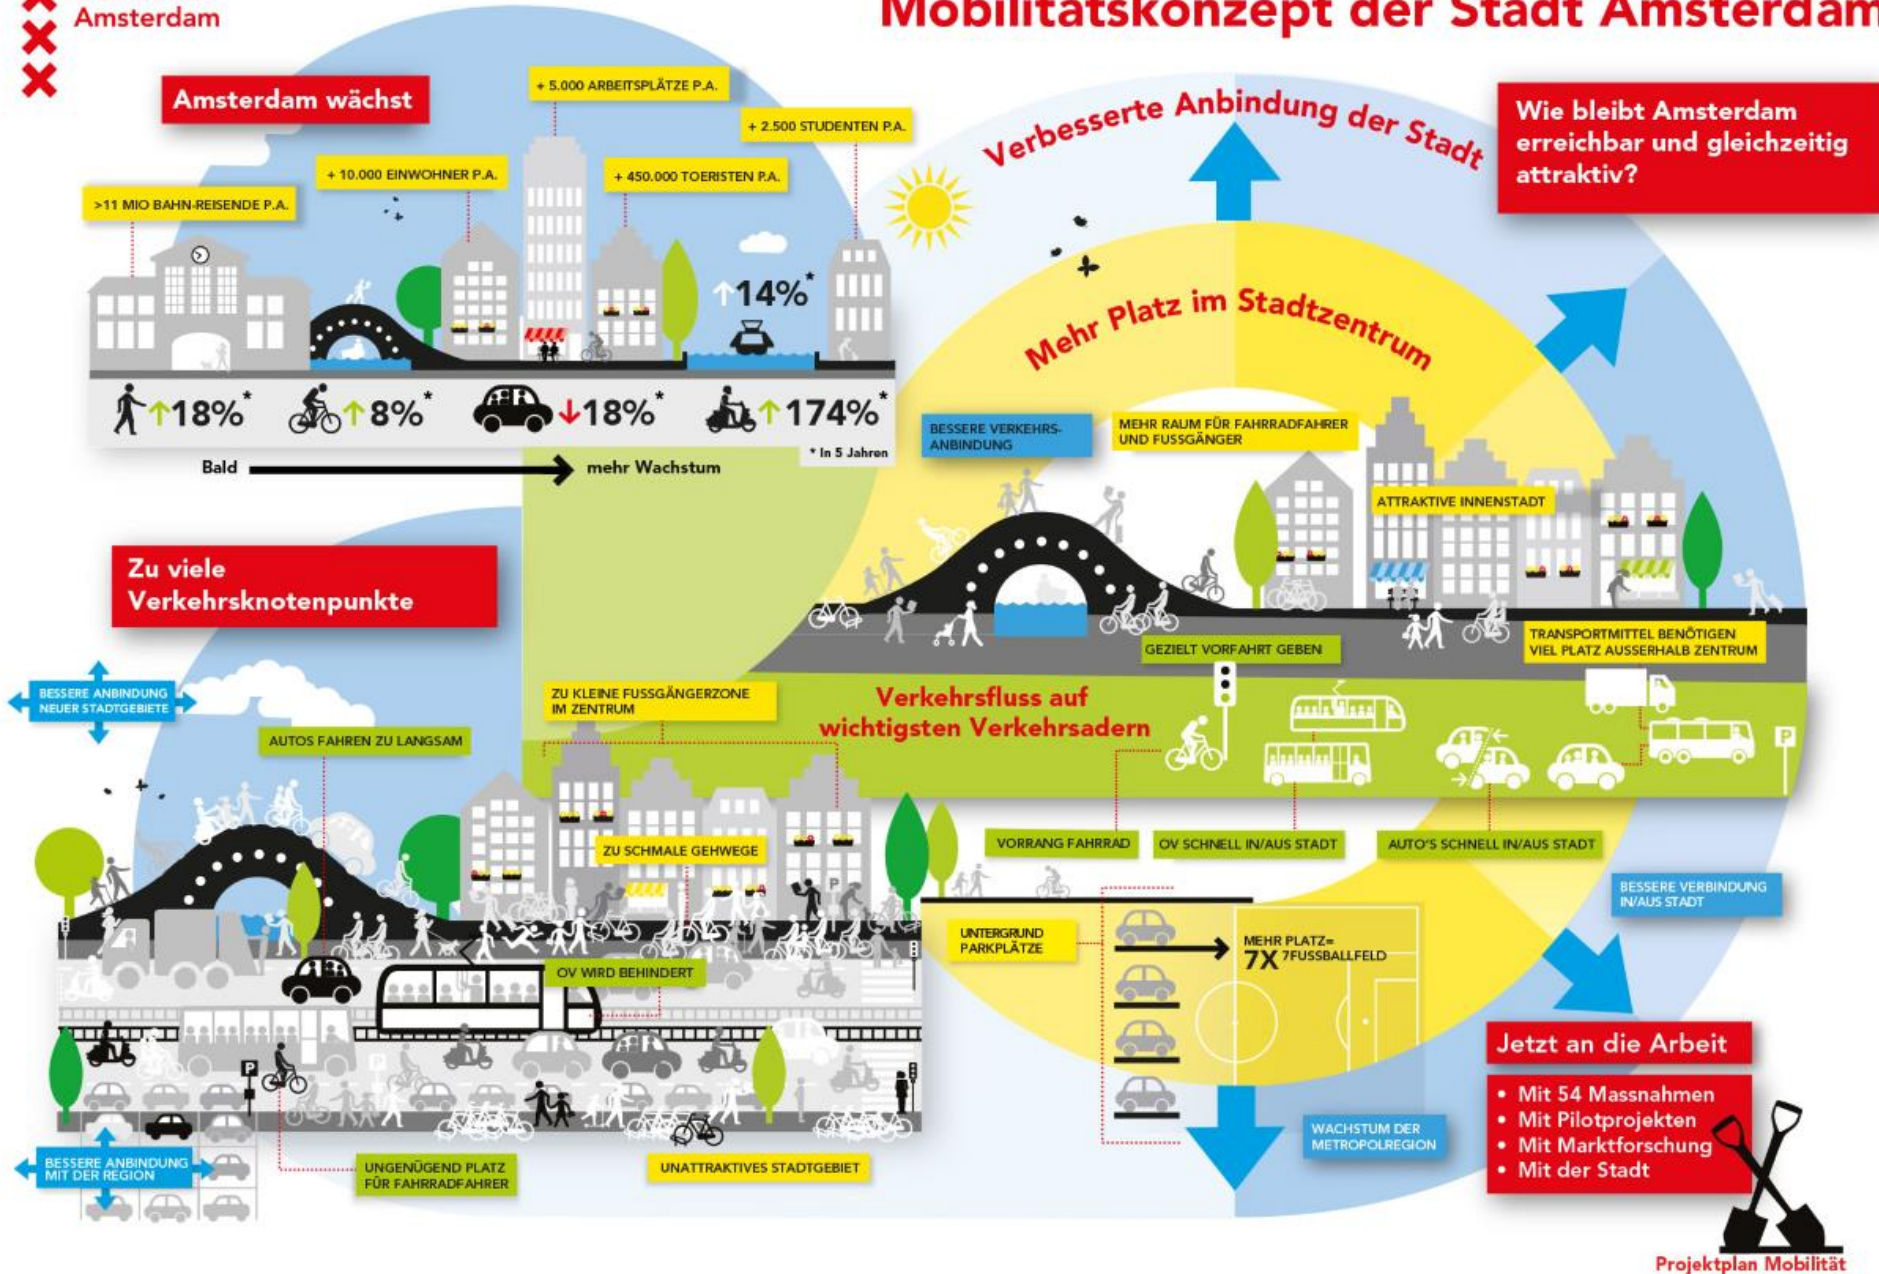 Amsterdam
Mobilitätskonzept der Stadt Amsterdam
Amsterdam wächst
+ 5.000 ARBEITSPLÄTZE P.A.
+ 2.500 STUDENTEN P.A.
+ 10.000 EINWOHNER P.A.
+ 450.000 TOERISTEN P.A.
>11 MIO BAHN-REISENDE P.A.
14%*
18%*
8%*
18%*
174%*
* In 5 Jahren
Bald
mehr Wachstum
Verbesserte Anbindung der Stadt
Wie bleibt Amsterdam
erreichbar und gleichzeitig
attraktiv?
Mehr Platz im Stadtzentrum
BESSERE VERKEHRS-
ANBINDUNG
MEHR RAUM FÜR FAHRRADFAHRER
UND FUSSGÄNGER
ATTRAKTIVE INNENSTADT
GEZIELT VORFAHRT GEBEN
TRANSPORTMITTEL BENÖTIGEN
VIEL PLATZ AUSSERHALB ZENTRUM
Verkehrsfluss auf
wichtigsten Verkehrsadern
P
VORRANG FAHRRAD
OV SCHNELL IN/AUS STADT
AUTO'S SCHNELL IN/AUS STADT
BESSERE VERBINDUNG
IN/AUS STADT
Zu viele
Verkehrsknotenpunkte
BESSERE ANBINDUNG
NEUER STADTGEBIETE
AUTOS FAHREN ZU LANGSAM
ZU KLEINE FUSSGÄNGERZONE
IM ZENTRUM
ZU SCHMALE GEHWEGE
P
OV WIRD BEHINDERT
P
P
BESSERE ANBINDUNG
MIT DER REGION
UNGENÜGEND PLATZ
FÜR FAHRRADFAHRER
UNATTRAKTIVES STADTGEBIET
UNTERGRUND
PARKPLÄTZE
MEHR PLATZ=
7X 7FUSSBALLFELD
WACHSTUM DER
METROPOLREGION
Jetzt an die Arbeit
• Mit 54 Massnahmen
• Mit Pilotprojekten
• Mit Marktforschung
• Mit der Stadt
Projektplan Mobilität